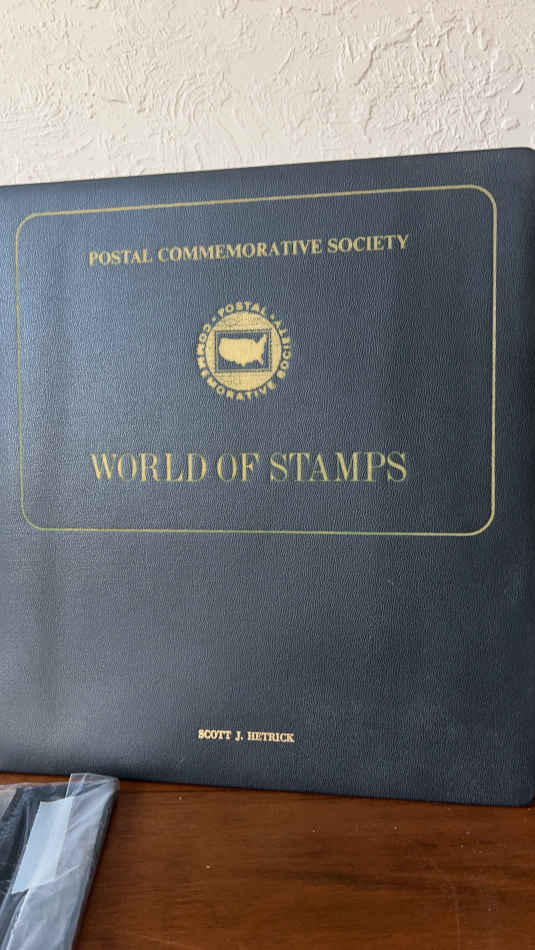 POSTAL COMMEMORATIVE SOCIETY
• POSTAL •
COMMEMORATIVE SOCIETY
WORLD OF STAMPS
SCOTT J. HETRICK